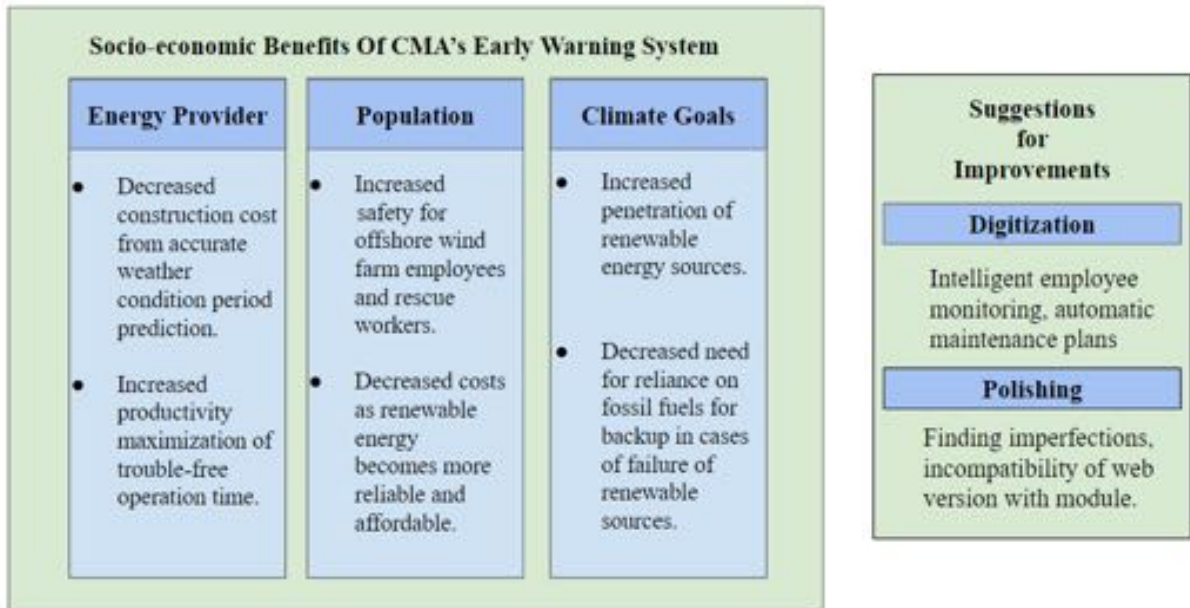 Socio-economic Benefits Of CMA's Early Warning System
Energy Provider
● Decreased
construction cost
from accurate
weather
condition period
prediction.
● Increased
productivity
maximization of
trouble-free
operation time.
Population
● Increased
safety for
offshore wind
farm employees
and rescue
workers.
● Decreased costs
as renewable
energy
becomes more
reliable and
affordable.
Climate Goals
● Increased
penetration of
renewable
energy sources.
● Decreased need
for reliance on
fossil fuels for
backup in cases
of failure of
renewable
sources.
Suggestions
for
Improvements
Digitization
Intelligent employee
monitoring, automatic
maintenance plans
Polishing
Finding imperfections,
incompatibility of web
version with module.